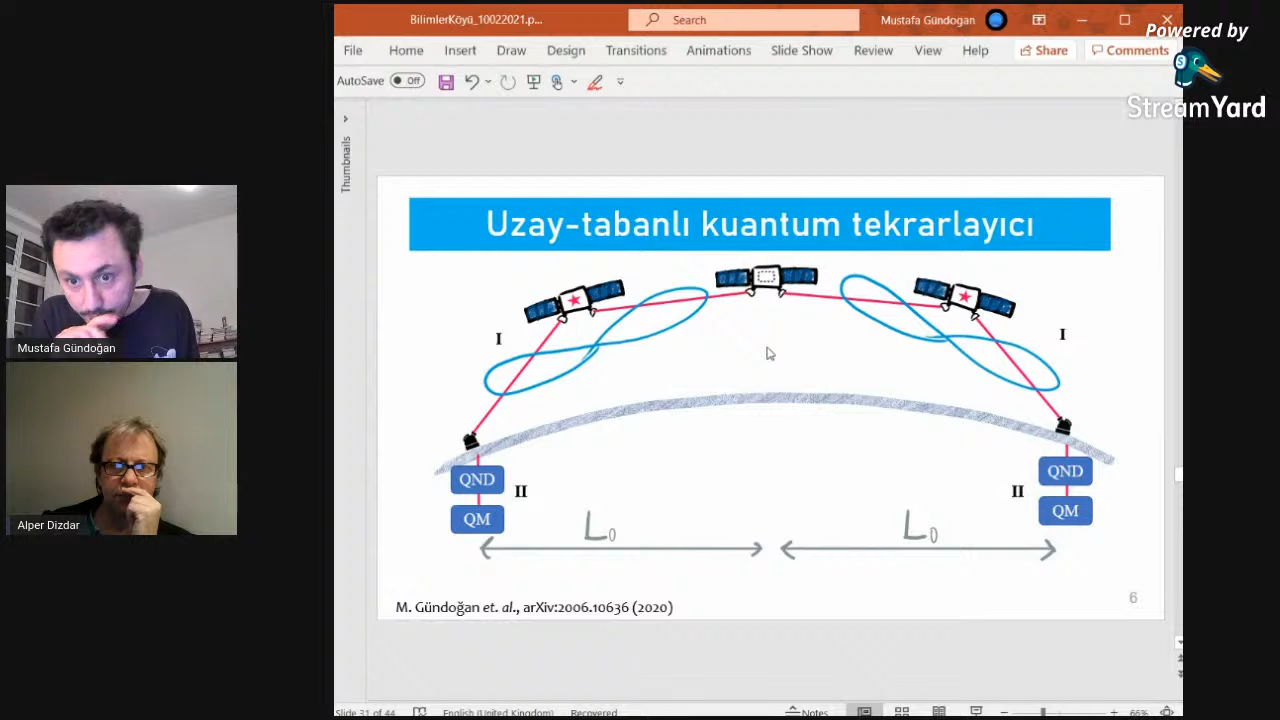 BilimlerKöyü_10022021.p...
Search
Mustafa Gündogan
Powered by
StreamYard
File Home Insert Draw Design Transitions Animations Slide Show Review View Help Share Comments
AutoSave Off
Thumbnails
Uzay-tabanlı kuantum tekrarlayıcı
I
I
QND
QND
II
II
QM
QM
L0
L0
M. Gündoğan et. al., arXiv:2006.10636 (2020)
6
Mustafa Gündoğan
Alper Dizdar
Slide 31 of 44 English (United Kingdom) Recovered Notes 66%